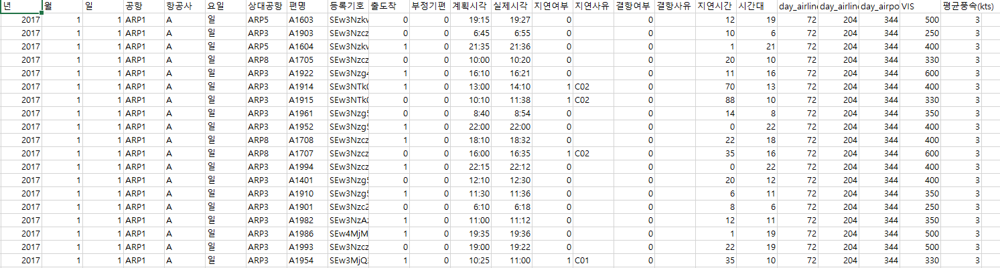 년 월 일 공항 항공사 요일 상대공항 편명 등록기호 출도착 부정기편 계획시각 실제시각 지연여부 지연사유 결항여부 결항사유 지연시간 시간대 day_airline day_airline day_airpo VIS 평균풍속(kts)
2017 1 1 ARP1 A 일 ARP5 A1603 SEw3Nzkw 0 0 19:15 19:27 0 0 12 19 72 204 344 500 3
2017 1 1 ARP1 A 일 ARP3 A1903 SEw3Nzcz 0 0 6:45 6:55 0 0 10 6 72 204 344 250 3
2017 1 1 ARP1 A 일 ARP5 A1604 SEw3Nzkw 1 0 21:35 21:36 0 0 1 21 72 204 344 400 3
2017 1 1 ARP1 A 일 ARP8 A1705 SEw3Nzcz 0 0 10:00 10:20 0 0 20 10 72 204 344 330 3
2017 1 1 ARP1 A 일 ARP3 A1922 SEw3Nzg4 1 0 16:10 16:21 0 0 11 16 72 204 344 600 3
2017 1 1 ARP1 A 일 ARP3 A1914 SEw3NTk0 1 0 13:00 14:10 1 C02 0 70 13 72 204 344 400 3
2017 1 1 ARP1 A 일 ARP3 A1915 SEw3NTk0 0 0 10:10 11:38 1 C02 0 88 10 72 204 344 330 3
2017 1 1 ARP1 A 일 ARP3 A1961 SEw3Nzg5 0 0 8:40 8:54 0 0 14 8 72 204 344 350 3
2017 1 1 ARP1 A 일 ARP3 A1952 SEw3Nzg5 1 0 22:00 22:00 0 0 0 22 72 204 344 400 3
2017 1 1 ARP1 A 일 ARP8 A1708 SEw3Nzcz 1 0 18:10 18:32 0 0 22 18 72 204 344 400 3
2017 1 1 ARP1 A 일 ARP8 A1707 SEw3Nzcz 0 0 16:00 16:35 1 C02 0 35 16 72 204 344 600 3
2017 1 1 ARP1 A 일 ARP3 A1994 SEw3Nzcz 1 0 22:15 22:12 0 0 0 22 72 204 344 400 3
2017 1 1 ARP1 A 일 ARP3 A1401 SEw3Nzg5 0 0 12:10 12:30 0 0 20 12 72 204 344 400 3
2017 1 1 ARP1 A 일 ARP3 A1910 SEw3Nzg5 1 0 11:30 11:36 0 0 6 11 72 204 344 350 3
2017 1 1 ARP1 A 일 ARP3 A1901 SEw3Nzc2 0 0 6:10 6:18 0 0 8 6 72 204 344 250 3
2017 1 1 ARP1 A 일 ARP3 A1982 SEw3NzAz 1 0 11:00 11:12 0 0 12 11 72 204 344 350 3
2017 1 1 ARP1 A 일 ARP3 A1986 SEw4MjM 1 0 19:35 19:36 0 0 1 19 72 204 344 500 3
2017 1 1 ARP1 A 일 ARP3 A1993 SEw3Nzcz 0 0 19:00 19:22 0 0 22 19 72 204 344 500 3
2017 1 1 ARP1 A 일 ARP3 A1954 SEw3MjQ3 1 0 10:25 11:00 1 C01 0 35 10 72 204 344 330 3